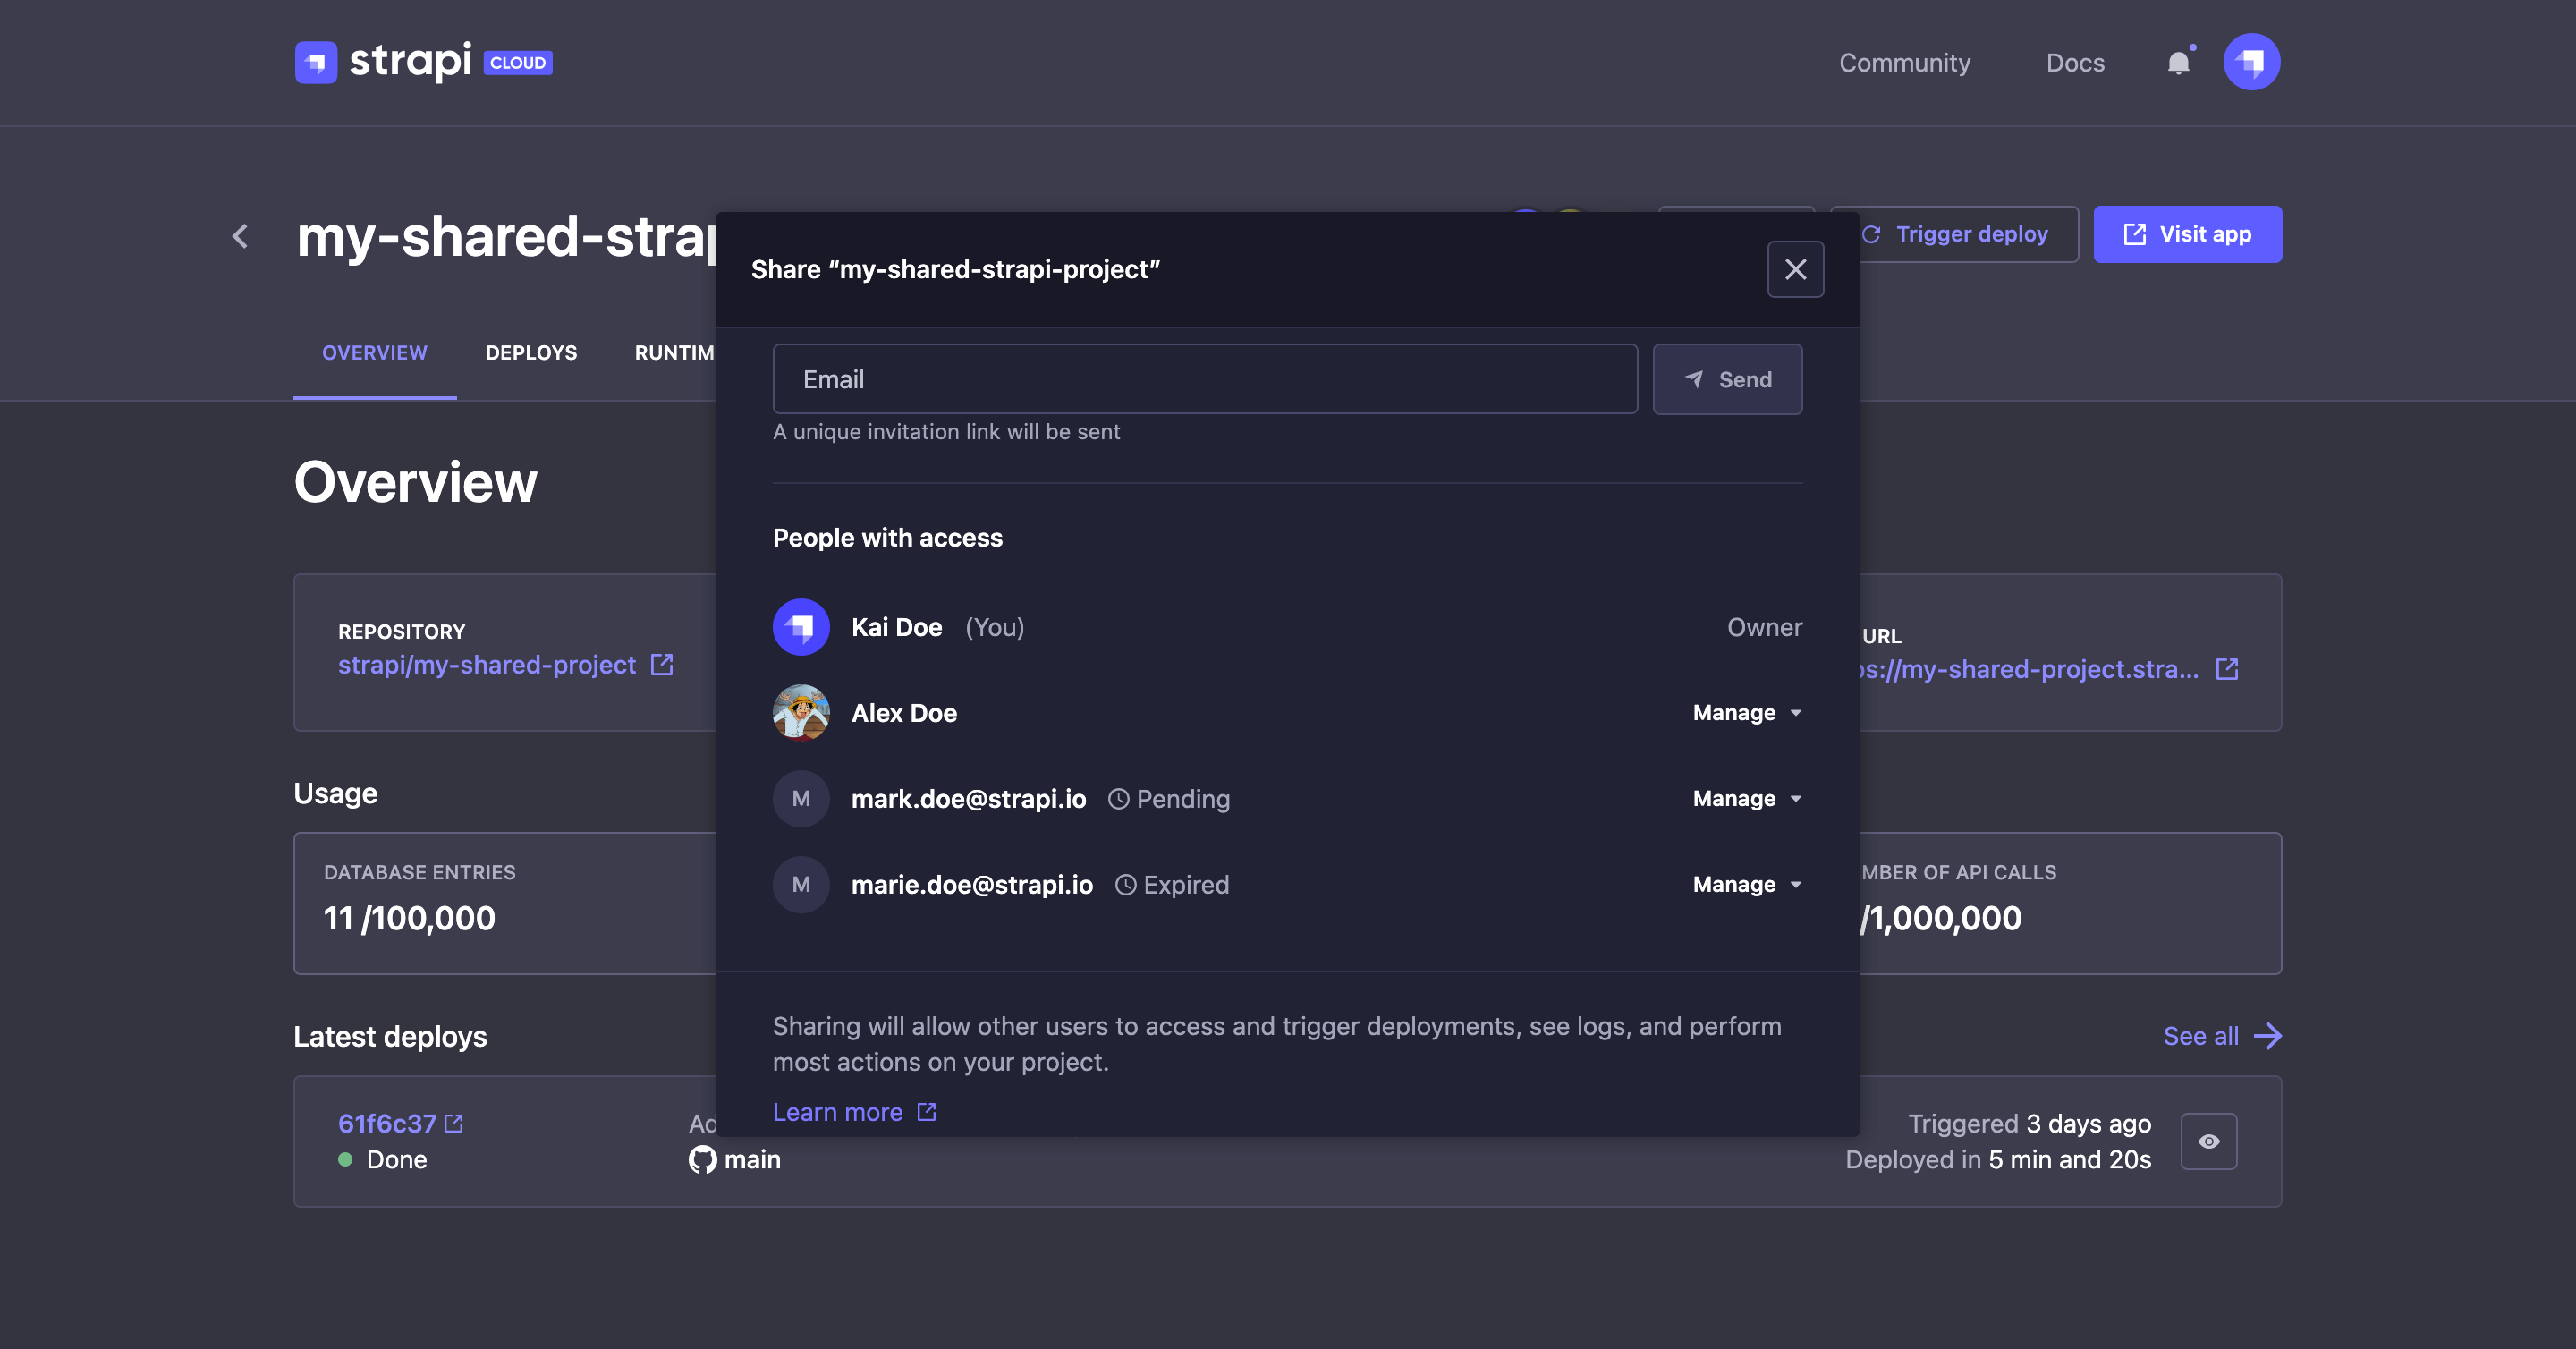 strapi CLOUD
Community Docs
my-shared-strap
Trigger deploy
Visit app
OVERVIEW DEPLOYS RUNTIM
Share “my-shared-strapi-project”
Email
Send
A unique invitation link will be sent
People with access
Kai Doe (You) Owner
Alex Doe Manage
M mark.doe@strapi.io Pending Manage
M marie.doe@strapi.io Expired Manage
Sharing will allow other users to access and trigger deployments, see logs, and perform
most actions on your project.
Learn more
Overview
REPOSITORY
strapi/my-shared-project
URL
ps://my-shared-project.stra...
Usage
DATABASE ENTRIES
11 /100,000
MBER OF API CALLS
/1,000,000
Latest deploys
See all
61f6c37
Done
Ad
main
Triggered 3 days ago
Deployed in 5 min and 20s